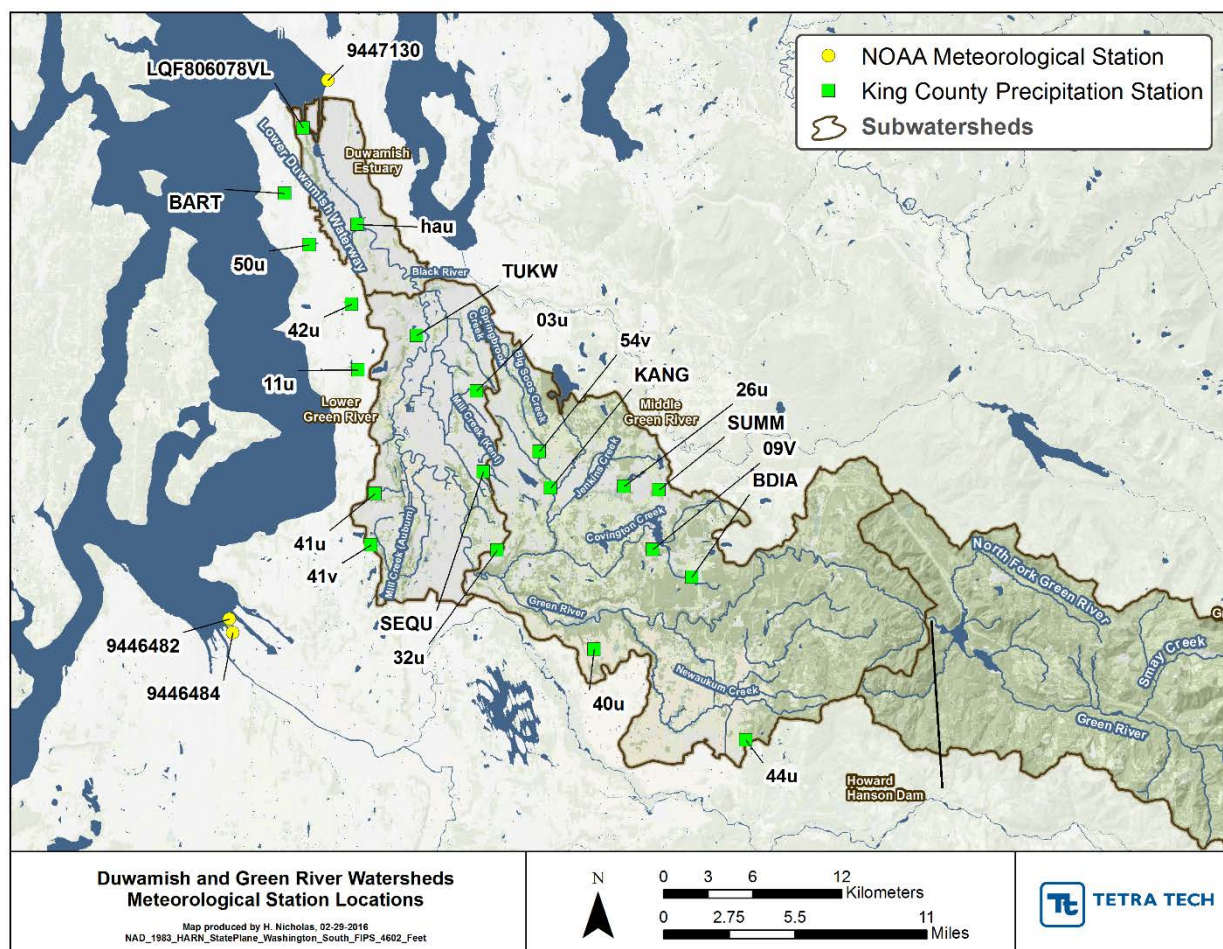 9447130
LQF806078VL
NOAA Meteorological Station
King County Precipitation Station
Subwatersheds
Duwamish
Estuary
Lower Duwamish Waterway
BART
hau
50u
Black River
TUKW
42u
03u
Springbrook
Creek
Big Soos Creek
54v
KANG
11u
26u
Lower
Green River
Middle
Green River
SUMM
Mill Creek (Kent)
09V
Jenkins Creek
BDIA
Covington Creek
41u
41v
Mill Creek (Auburn)
North Fork Green River
Smay Creek
G
Green River
SEQU
32u
9446482
9446484
Newaukum Creek
40u
Green River
44u
Howard
Hanson Dam
Duwamish and Green River Watersheds
Meteorological Station Locations
Map produced by H. Nicholas, 02-29-2016
NAD_1983_HARN_StatePlane_Washington_South_FIPS_4602_Feet
N
0 3 6 12
Kilometers
0 2.75 5.5 11
Miles
Tt TETRA TECH